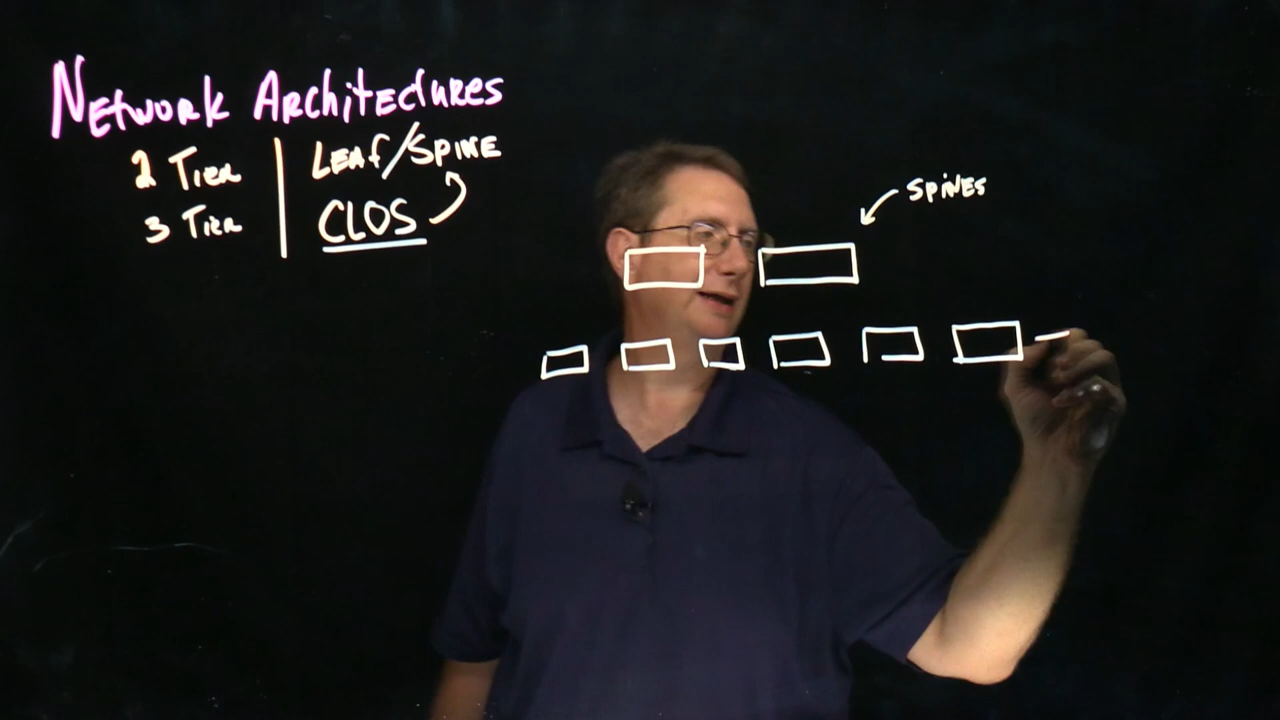 Network Architectures
2 Tier
3 Tier
Leaf/Spine
CLOS
Spines